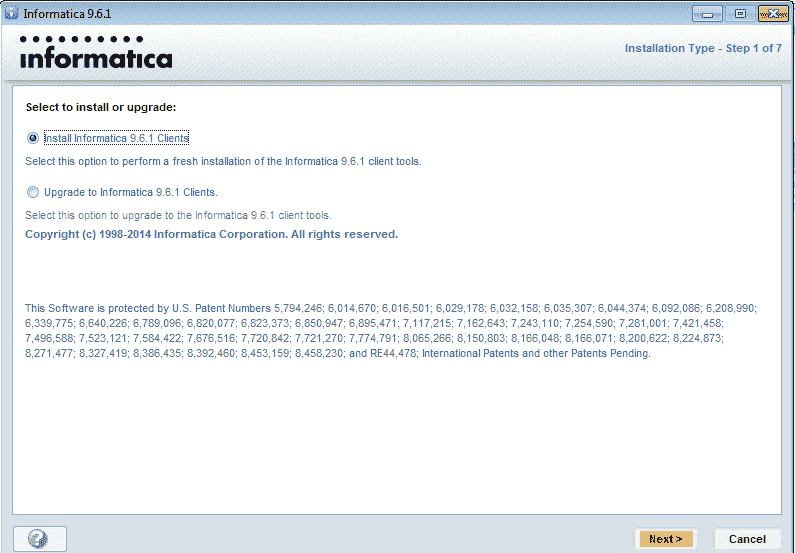 Informatica 9.6.1
informatica
Installation Type - Step 1 of 7
Select to install or upgrade:
Install Informatica 9.6.1 Clients
Select this option to perform a fresh installation of the Informatica 9.6.1 client tools.
Upgrade to Informatica 9.6.1 Clients.
Select this option to upgrade to the Informatica 9.6.1 client tools.
Copyright (c) 1998-2014 Informatica Corporation. All rights reserved.
This Software is protected by U.S. Patent Numbers 5,794,246; 6,014,670; 6,016,501; 6,029,178; 6,032,158; 6,035,307; 6,044,374; 6,092,086; 6,208,990;
6,339,775; 6,640,226; 6,789,096; 6,820,077; 6,823,373; 6,850,947; 6,895,471; 7,117,215; 7,162,643; 7,243,110; 7,254,590; 7,281,001; 7,421,458;
7,496,588; 7,523,121; 7,584,422; 7,676,516; 7,720,842; 7,721,270; 7,774,791; 8,065,266; 8,150,803; 8,166,048; 8,166,071; 8,200,622; 8,224,873;
8,271,477; 8,327,419; 8,386,435; 8,392,460; 8,453,159; 8,458,230; and RE44,478; International Patents and other Patents Pending.
Next >
Cancel